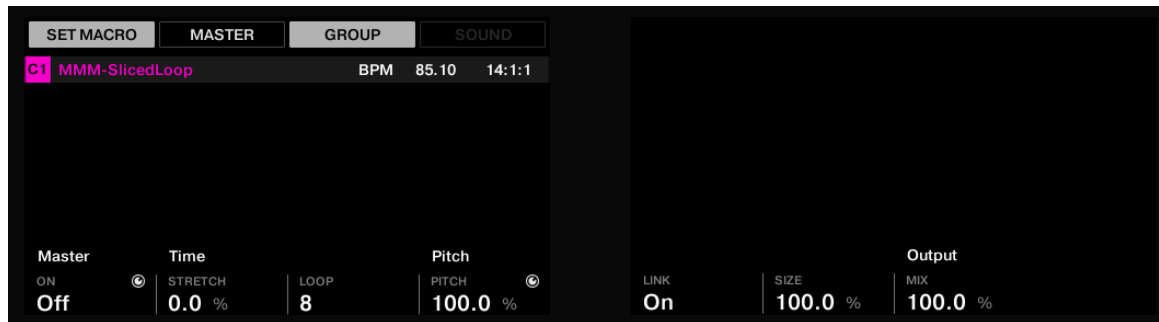 SET MACRO MASTER GROUP SOUND
C1 MMM-SlicedLoop BPM 85.10 14:1:1
Master Time Pitch Output
ON STRETCH LOOP PITCH LINK SIZE MIX
Off 0.0 % 8 100.0 % On 100.0 % 100.0 %